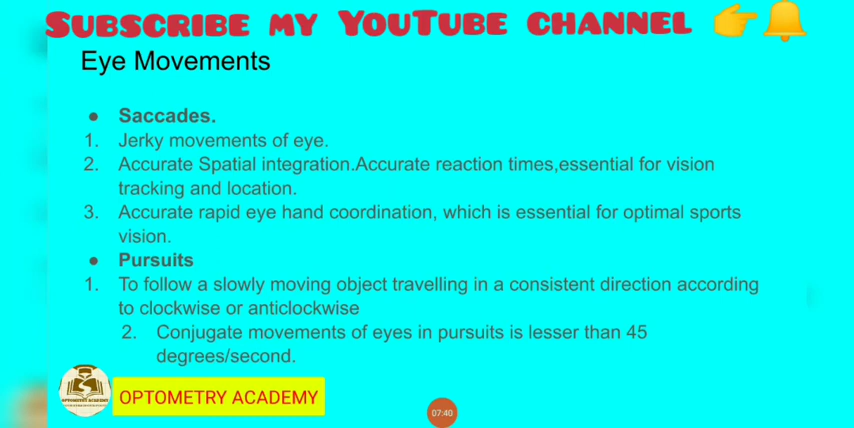 SUBSCRIBE MY YOUTUBE CHANNEL
Eye Movements
● Saccades.
1. Jerky movements of eye.
2. Accurate Spatial integration.Accurate reaction times,essential for vision
tracking and location.
3. Accurate rapid eye hand coordination, which is essential for optimal sports
vision.
● Pursuits
1. To follow a slowly moving object travelling in a consistent direction according
to clockwise or anticlockwise
2. Conjugate movements of eyes in pursuits is lesser than 45
degrees/second.
OPTOMETRY ACADEMY
OPTOMETRY ACADEMY
07:40